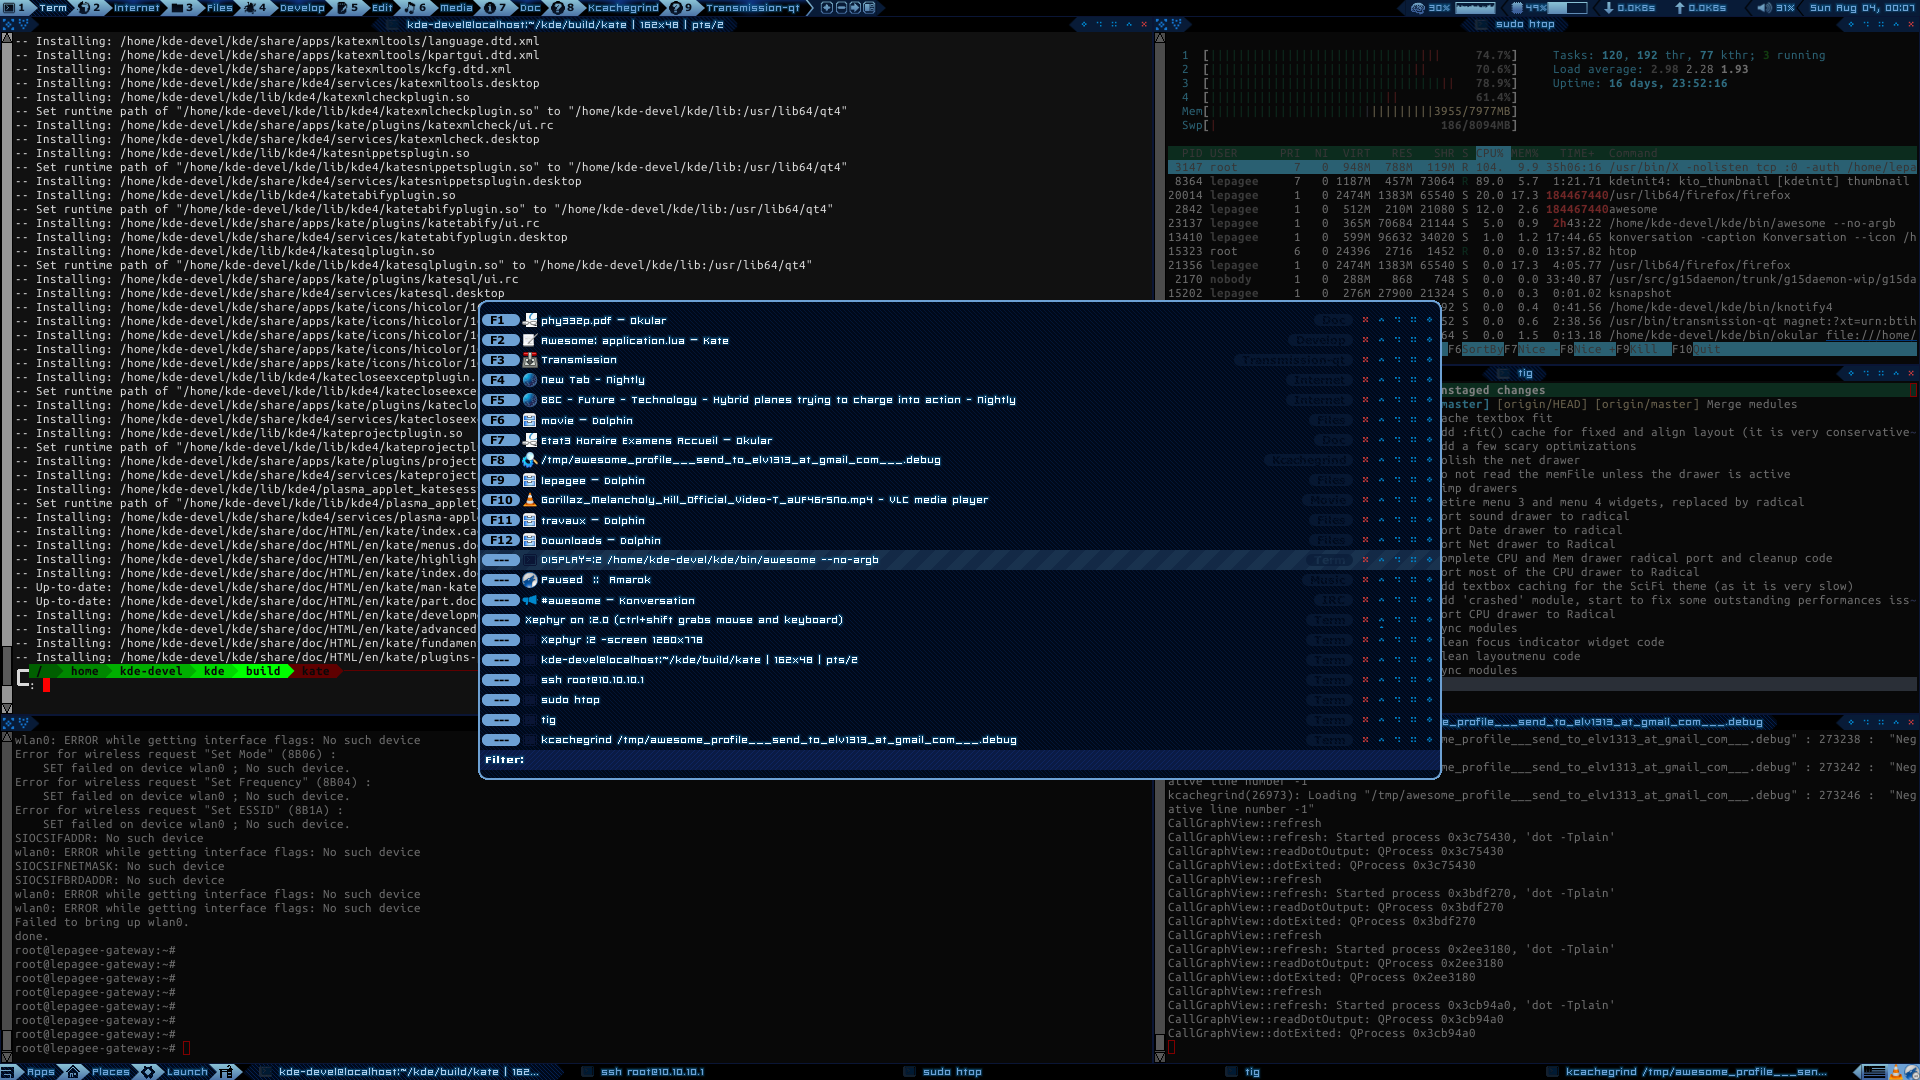 1 Term 2 Internet 3 Files 4 Develop 5 Edit 6 Media 7 Doc 8 Kcachegrind 9 Transmission-qt
30% 49% 0.0KBs 0.0KBs 31% Sun Aug 04, 00:07
kde-devel@localhost:~/kde/build/kate | 162x48 | pts/2
-- Installing: /home/kde-devel/kde/share/apps/katexmltools/language.dtd.xml
-- Installing: /home/kde-devel/kde/share/apps/katexmltools/kpartgui.dtd.xml
-- Installing: /home/kde-devel/kde/share/apps/katexmltools/kcfg.dtd.xml
-- Installing: /home/kde-devel/kde/share/kde4/services/katexmltools.desktop
-- Installing: /home/kde-devel/kde/lib/kde4/katexmlcheckplugin.so
-- Set runtime path of "/home/kde-devel/kde/lib/kde4/katexmlcheckplugin.so" to "/home/kde-devel/kde/lib:/usr/lib64/qt4"
-- Installing: /home/kde-devel/kde/share/apps/kate/plugins/katexmlcheck/ui.rc
-- Installing: /home/kde-devel/kde/share/kde4/services/katexmlcheck.desktop
-- Installing: /home/kde-devel/kde/lib/kde4/katesnippetsplugin.so
-- Set runtime path of "/home/kde-devel/kde/lib/kde4/katesnippetsplugin.so" to "/home/kde-devel/kde/lib:/usr/lib64/qt4"
-- Installing: /home/kde-devel/kde/share/kde4/services/katesnippetsplugin.desktop
-- Installing: /home/kde-devel/kde/lib/kde4/katetabifyplugin.so
-- Set runtime path of "/home/kde-devel/kde/lib/kde4/katetabifyplugin.so" to "/home/kde-devel/kde/lib:/usr/lib64/qt4"
-- Installing: /home/kde-devel/kde/share/apps/kate/plugins/katetabify/ui.rc
-- Installing: /home/kde-devel/kde/share/kde4/services/katetabifyplugin.desktop
-- Installing: /home/kde-devel/kde/lib/kde4/katesqlplugin.so
-- Set runtime path of "/home/kde-devel/kde/lib/kde4/katesqlplugin.so" to "/home/kde-devel/kde/lib:/usr/lib64/qt4"
-- Installing: /home/kde-devel/kde/share/apps/kate/plugins/katesql/ui.rc
-- Installing: /home/kde-devel/kde/share/kde4/services/katesql.desktop
-- Installing: /home/kde-devel/kde/share/apps/kate/icons/hicolor/1
-- Installing: /home/kde-devel/kde/share/apps/kate/icons/hicolor/1
-- Installing: /home/kde-devel/kde/share/apps/kate/icons/hicolor/1
-- Installing: /home/kde-devel/kde/share/apps/kate/icons/hicolor/1
-- Installing: /home/kde-devel/kde/share/apps/kate/icons/hicolor/1
-- Installing: /home/kde-devel/kde/lib/kde4/katecloseexceptplugin.
-- Set runtime path of "/home/kde-devel/kde/lib/kde4/katecloseexce
-- Installing: /home/kde-devel/kde/share/apps/kate/plugins/kateclo
-- Installing: /home/kde-devel/kde/share/kde4/services/katecloseex
-- Installing: /home/kde-devel/kde/lib/kde4/kateprojectplugin.so
-- Set runtime path of "/home/kde-devel/kde/lib/kde4/kateprojectpl
-- Installing: /home/kde-devel/kde/share/apps/kate/plugins/project
-- Installing: /home/kde-devel/kde/share/kde4/services/kateproject
-- Installing: /home/kde-devel/kde/lib/kde4/plasma_applet_katesess
-- Set runtime path of "/home/kde-devel/kde/lib/kde4/plasma_applet
-- Installing: /home/kde-devel/kde/share/kde4/services/plasma-appl
-- Installing: /home/kde-devel/kde/share/doc/HTML/en/kate/index.ca
-- Installing: /home/kde-devel/kde/share/doc/HTML/en/kate/menus.do
-- Installing: /home/kde-devel/kde/share/doc/HTML/en/kate/highligh
-- Installing: /home/kde-devel/kde/share/doc/HTML/en/kate/index.do
-- Up-to-date: /home/kde-devel/kde/share/doc/HTML/en/kate/man-kate
-- Up-to-date: /home/kde-devel/kde/share/doc/HTML/en/kate/part.doc
-- Installing: /home/kde-devel/kde/share/doc/HTML/en/kate/developm
-- Installing: /home/kde-devel/kde/share/doc/HTML/en/kate/advanced
-- Installing: /home/kde-devel/kde/share/doc/HTML/en/kate/fundamen
-- Installing: /home/kde-devel/kde/share/doc/HTML/en/kate/plugins-
/ home kde-devel kde build kate
:
sudo htop
1 [ 74.7%] Tasks: 120, 192 thr, 77 kthr; 3 running
2 [ 70.6%] Load average: 2.98 2.28 1.93
3 [ 78.9%] Uptime: 16 days, 23:52:16
4 [ 61.4%]
Mem[ 3955/7977MB]
Swp[ 186/8094MB]
PID USER PRI NI VIRT RES SHR S CPU% MEM% TIME+ Command
3147 root 7 0 948M 788M 119M R 104. 9.9 35h06:16 /usr/bin/X -nolisten tcp :0 -auth /home/lepa
8364 lepagee 7 0 1187M 457M 73064 R 89.0 5.7 1:21.71 kdeinit4: kio_thumbnail [kdeinit] thumbnail
20014 lepagee 1 0 2474M 1383M 65540 S 20.0 17.3 184467440/usr/lib64/firefox/firefox
2842 lepagee 1 0 512M 210M 21080 S 12.0 2.6 184467440awesome
23137 lepagee 1 0 365M 70684 21144 S 5.0 0.9 2h43:22 /home/kde-devel/kde/bin/awesome --no-argb
13410 lepagee 1 0 599M 96632 34020 S 1.0 1.2 17:44.65 konversation -caption Konversation --icon /h
15323 root 6 0 24396 2716 1452 R 0.0 0.0 13:57.82 htop
21356 lepagee 1 0 2474M 1383M 65540 S 0.0 17.3 4:05.77 /usr/lib64/firefox/firefox
2170 nobody 1 0 288M 868 748 S 0.0 0.0 33:40.87 /usr/src/g15daemon/trunk/g15daemon-wip/g15da
15202 lepagee 1 0 276M 27900 21324 S 0.0 0.3 0:01.02 ksnapshot
92 S 0.0 0.4 0:41.56 /home/kde-devel/kde/bin/knotify4
16 S 0.0 0.6 2:38.56 /usr/bin/transmission-qt magnet:?xt=urn:btih
64 S 0.0 1.5 0:13.18 /home/kde-devel/kde/bin/okular file:///home/
F6SortByF7Nice -F8Nice +F9Kill F10Quit
F1 phy332p.pdf – Okular Doc
F2 Awesome: application.lua – Kate Develop
F3 Transmission Transmission-qt
F4 New Tab - Nightly Internet
F5 BBC - Future - Technology - Hybrid planes trying to charge into action - Nightly Internet
F6 movie – Dolphin Files
F7 Etat3 Horaire Examens Accueil – Okular Doc
F8 /tmp/awesome_profile___send_to_elv1313_at_gmail_com___.debug Kcachegrind
F9 lepagee – Dolphin Files
F10 Gorillaz_Melancholy_Hill_Official_Video-T_aUF46rSNo.mp4 - VLC media player Movie
F11 travaux – Dolphin Files
F12 Downloads – Dolphin Files
--- DISPLAY=:2 /home/kde-devel/kde/bin/awesome --no-argb Term
--- Paused :: Amarok Music
--- #awesome – Konversation IRC
--- Xephyr on :2.0 (ctrl+shift grabs mouse and keyboard) Term
--- Xephyr :2 -screen 1280x778 Term
--- kde-devel@localhost:~/kde/build/kate | 162x48 | pts/2 Term
--- ssh root@10.10.10.1 Term
--- sudo htop Term
--- tig Term
--- kcachegrind /tmp/awesome_profile___send_to_elv1313_at_gmail_com___.debug Term
Filter:
tig
nstaged changes
master] [origin/HEAD] [origin/master] Merge modules
ache textbox fit
dd :fit() cache for fixed and align layout (it is very conservative~
dd a few scary optimizations
olish the net drawer
o not read the memFile unless the drawer is active
imp drawers
etire menu 3 and menu 4 widgets, replaced by radical
ort sound drawer to radical
ort Date drawer to radical
ort Net drawer to Radical
omplete CPU and Mem drawer radical port and cleanup code
ort most of the CPU drawer to Radical
dd textbox caching for the SciFi theme (as it is very slow)
dd 'crashed' module, start to fix some outstanding performances iss~
ort CPU drawer to Radical
ync modules
lean focus indicator widget code
lean layoutmenu code
ync modules
wlan0: ERROR while getting interface flags: No such device
Error for wireless request "Set Mode" (8B06) :
SET failed on device wlan0 ; No such device.
Error for wireless request "Set Frequency" (8B04) :
SET failed on device wlan0 ; No such device.
Error for wireless request "Set ESSID" (8B1A) :
SET failed on device wlan0 ; No such device.
SIOCSIFADDR: No such device
wlan0: ERROR while getting interface flags: No such device
SIOCSIFNETMASK: No such device
SIOCSIFBRDADDR: No such device
wlan0: ERROR while getting interface flags: No such device
wlan0: ERROR while getting interface flags: No such device
Failed to bring up wlan0.
done.
root@lepagee-gateway:~#
root@lepagee-gateway:~#
root@lepagee-gateway:~#
root@lepagee-gateway:~#
root@lepagee-gateway:~#
root@lepagee-gateway:~#
root@lepagee-gateway:~#
root@lepagee-gateway:~#
e_profile___send_to_elv1313_at_gmail_com___.debug
e_profile___send_to_elv1313_at_gmail_com___.debug" : 273238 : "Neg
e_profile___send_to_elv1313_at_gmail_com___.debug" : 273242 : "Neg
ative line number -1"
kcachegrind(26973): Loading "/tmp/awesome_profile___send_to_elv1313_at_gmail_com___.debug" : 273246 : "Neg
ative line number -1"
CallGraphView::refresh
CallGraphView::refresh: Started process 0x3c75430, 'dot -Tplain'
CallGraphView::readDotOutput: QProcess 0x3c75430
CallGraphView::dotExited: QProcess 0x3c75430
CallGraphView::refresh
CallGraphView::refresh: Started process 0x3bdf270, 'dot -Tplain'
CallGraphView::readDotOutput: QProcess 0x3bdf270
CallGraphView::dotExited: QProcess 0x3bdf270
CallGraphView::refresh
CallGraphView::refresh: Started process 0x2ee3180, 'dot -Tplain'
CallGraphView::readDotOutput: QProcess 0x2ee3180
CallGraphView::dotExited: QProcess 0x2ee3180
CallGraphView::refresh
CallGraphView::refresh: Started process 0x3cb94a0, 'dot -Tplain'
CallGraphView::readDotOutput: QProcess 0x3cb94a0
CallGraphView::dotExited: QProcess 0x3cb94a0
Apps Places Launch kde-devel@localhost:~/kde/build/kate | 162... ssh root@10.10.10.1 sudo htop tig kcachegrind /tmp/awesome_profile___sen...